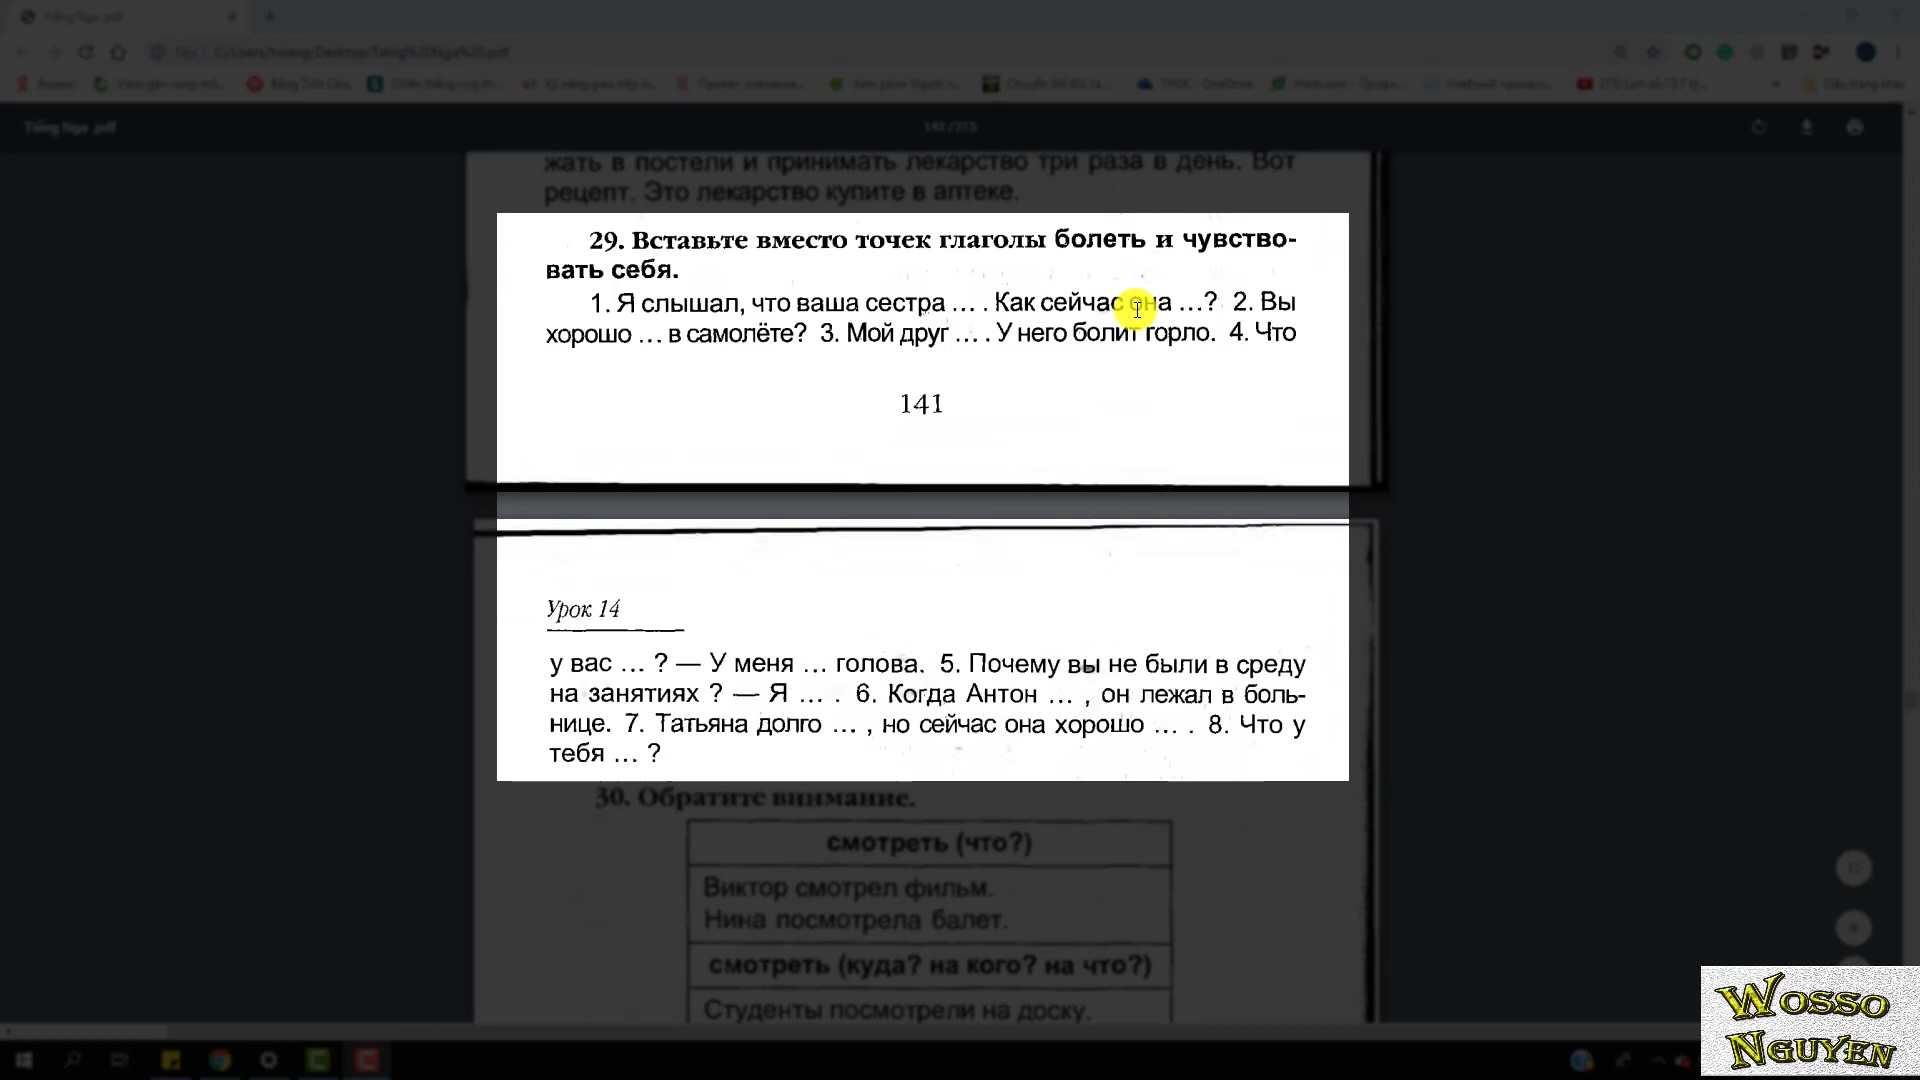 Tiếng Nga .pdf
жать в постели и принимать лекарство три раза в день. Вот
рецепт. Это лекарство купите в аптеке.
29. Вставьте вместо точек глаголы болеть и чувство-
вать себя.
1. Я слышал, что ваша сестра ... . Как сейчас она ...? 2. Вы
хорошо ... в самолёте? 3. Мой друг ... . У него болит горло. 4. Что
141
Урок 14
у вас ... ? — У меня ... голова. 5. Почему вы не были в среду
на занятиях ? — Я ... . 6. Когда Антон ... , он лежал в боль-
нице. 7. Татьяна долго ... , но сейчас она хорошо ... . 8. Что у
тебя ... ?
30. Обратите внимание.
смотреть (что?)
Виктор смотрел фильм.
Нина посмотрела балет.
смотреть (куда? на кого? на что?)
Студенты посмотрели на доску.
Wosso
Nguyen